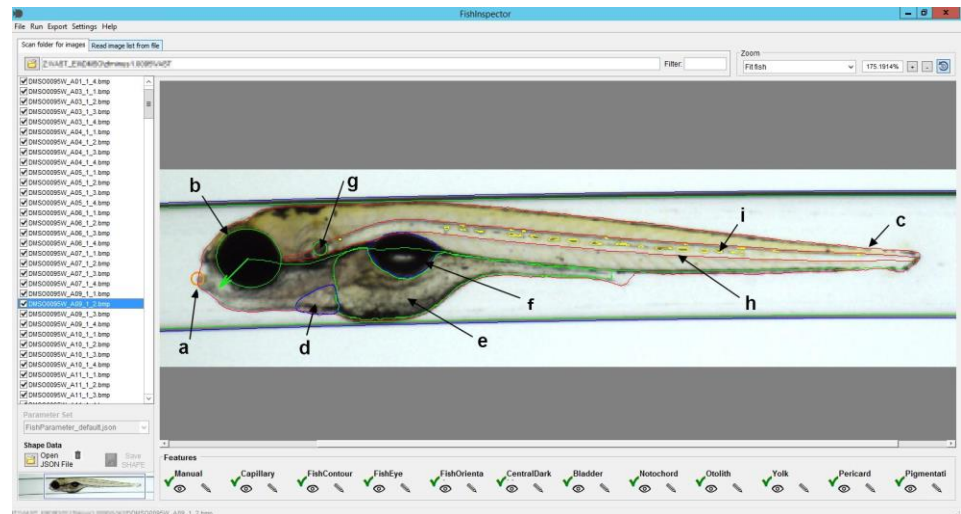 FishInspector
File Run Export Settings Help
Scan folder for images Read image list from file
Filter:
Zoom
Fit fish 175.1914% + -
DMSO0095W_A01_1_4.bmp
DMSO0095W_A03_1_1.bmp
DMSO0095W_A03_1_2.bmp
DMSO0095W_A03_1_3.bmp
DMSO0095W_A03_1_4.bmp
DMSO0095W_A04_1_1.bmp
DMSO0095W_A04_1_2.bmp
DMSO0095W_A04_1_3.bmp
DMSO0095W_A04_1_4.bmp
DMSO0095W_A05_1_1.bmp
DMSO0095W_A05_1_2.bmp
DMSO0095W_A05_1_3.bmp
DMSO0095W_A05_1_4.bmp
DMSO0095W_A06_1_1.bmp
DMSO0095W_A06_1_2.bmp
DMSO0095W_A06_1_3.bmp
DMSO0095W_A06_1_4.bmp
DMSO0095W_A07_1_1.bmp
DMSO0095W_A07_1_2.bmp
DMSO0095W_A07_1_3.bmp
DMSO0095W_A07_1_4.bmp
DMSO0095W_A09_1_1.bmp
DMSO0095W_A09_1_2.bmp
DMSO0095W_A09_1_3.bmp
DMSO0095W_A09_1_4.bmp
DMSO0095W_A10_1_1.bmp
DMSO0095W_A10_1_2.bmp
DMSO0095W_A10_1_3.bmp
DMSO0095W_A10_1_4.bmp
DMSO0095W_A11_1_1.bmp
DMSO0095W_A11_1_2.bmp
DMSO0095W_A11_1_3.bmp
b g i c
a d e f h
Parameter Set
FishParameter_default.json
Shape Data
Open JSON File
Save SHAPE
Features
Manual Capillary FishContour FishEye FishOrienta CentralDark Bladder Notochord Otolith Yolk Pericard Pigmentati